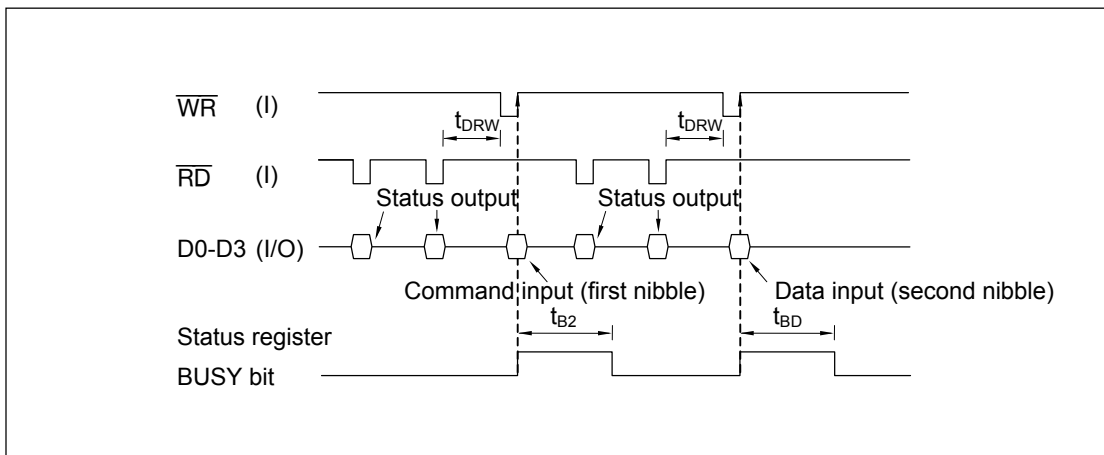 WR (I)
tDRW tDRW
RD (I)
Status output Status output
D0-D3 (I/O)
Command input (first nibble) Data input (second nibble)
tB2 tBD
Status register
BUSY bit